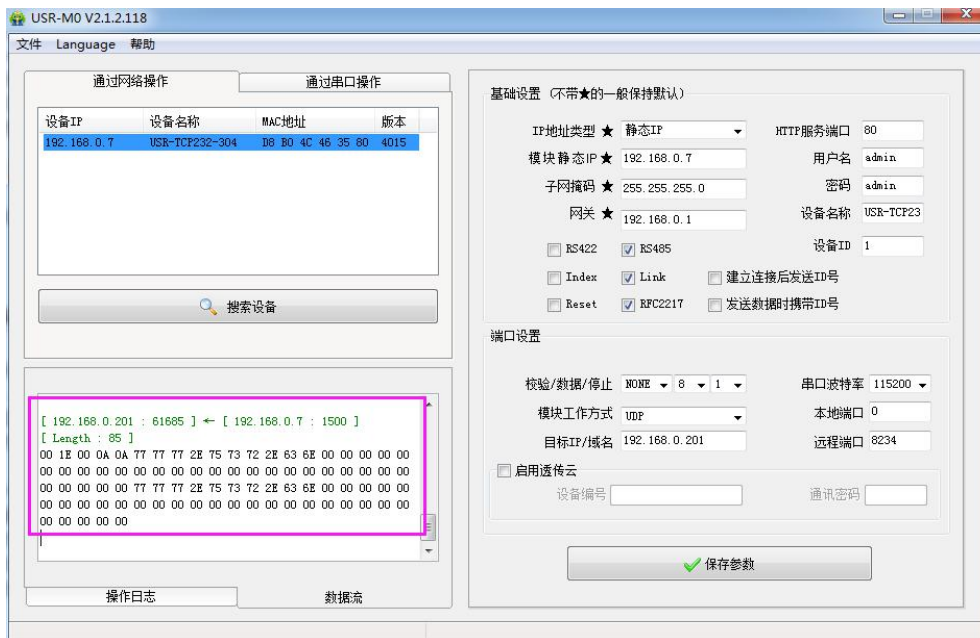 USR-M0 V2.1.2.118
文件 Language 帮助
通过网络操作 通过串口操作
设备IP 设备名称 MAC地址 版本
192.168.0.7 USR-TCP232-304 D8 B0 4C 46 35 80 4015
搜索设备
[ 192.168.0.201 : 61685 ] ← [ 192.168.0.7 : 1500 ]
[ Length : 85 ]
00 1E 00 0A 0A 77 77 77 2E 75 73 72 2E 63 6E 00 00 00 00 00
00 00 00 00 00 00 00 00 00 00 00 00 00 00 00 00 00 00 00 00
00 00 00 00 00 77 77 77 2E 75 73 72 2E 63 6E 00 00 00 00 00
00 00 00 00 00 00 00 00 00 00 00 00 00 00 00 00 00 00 00 00
00 00 00 00 00
操作日志 数据流
基础设置 (不带★的一般保持默认)
IP地址类型 ★ 静态IP HTTP服务端口 80
模块静态IP★ 192.168.0.7 用户名 admin
子网掩码 ★ 255.255.255.0 密码 admin
网关 ★ 192.168.0.1 设备名称 USR-TCP23
RS422 RS485 设备ID 1
Index Link 建立连接后发送ID号
Reset RFC2217 发送数据时携带ID号
端口设置
校验/数据/停止 NONE 8 1 串口波特率 115200
模块工作方式 UDP 本地端口 0
目标IP/域名 192.168.0.201 远程端口 8234
启用透传云
设备编号 通讯密码
保存参数